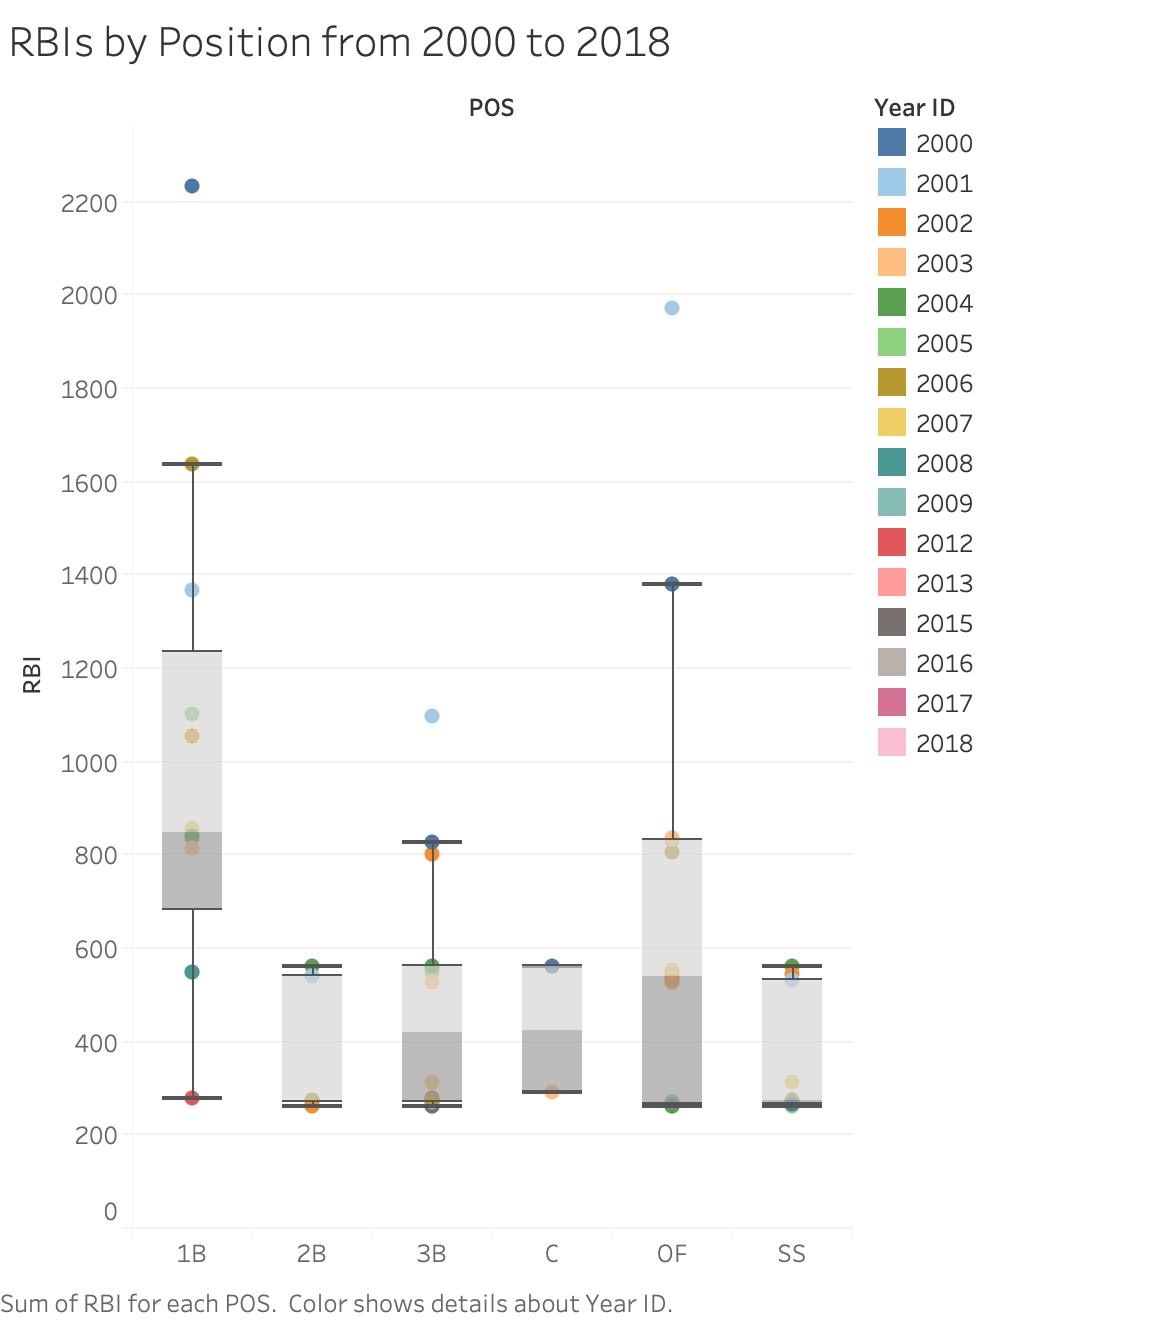 RBIs by Position from 2000 to 2018
POS
Year ID
2000
2001
2002
2003
2004
2005
2006
2007
2008
2009
2012
2013
2015
2016
2017
2018
RBI
2200
2000
1800
1600
1400
1200
1000
800
600
400
200
0
1B
2B
3B
C
OF
SS
Sum of RBI for each POS.  Color shows details about Year ID.